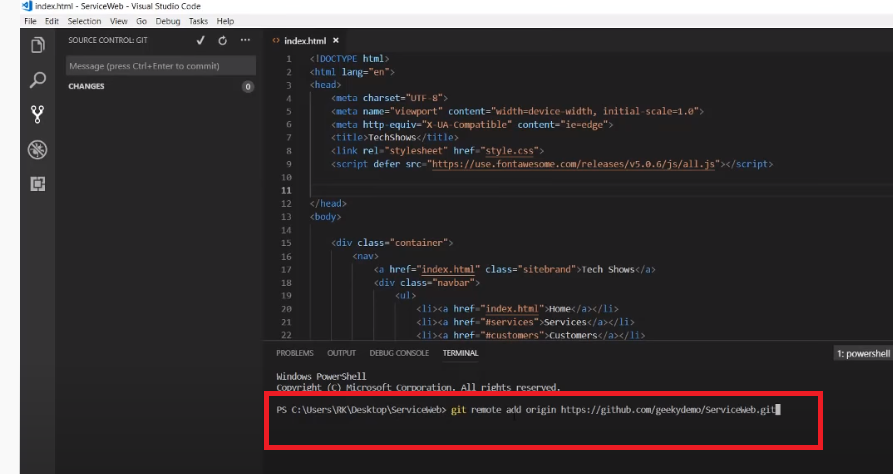 index.html - ServiceWeb - Visual Studio Code
File Edit Selection View Go Debug Tasks Help
SOURCE CONTROL: GIT
Message (press Ctrl+Enter to commit)
CHANGES 0
index.html
1 <!DOCTYPE html>
2 <html lang="en">
3 <head>
4 <meta charset="UTF-8">
5 <meta name="viewport" content="width=device-width, initial-scale=1.0">
6 <meta http-equiv="X-UA-Compatible" content="ie=edge">
7 <title>TechShows</title>
8 <link rel="stylesheet" href="style.css">
9 <script defer src="https://use.fontawesome.com/releases/v5.0.6/js/all.js"></script>
10
11
12 </head>
13 <body>
14
15 <div class="container">
16 <nav>
17 <a href="index.html" class="sitebrand">Tech Shows</a>
18 <div class="navbar">
19 <ul>
20 <li><a href="index.html">Home</a></li>
21 <li><a href="#services">Services</a></li>
22 <li><a href="#customers">Customers</a></li>
PROBLEMS OUTPUT DEBUG CONSOLE TERMINAL 1: powershell
Windows PowerShell
Copyright (C) Microsoft Corporation. All rights reserved.
PS C:\Users\RK\Desktop\ServiceWeb> git remote add origin https://github.com/geekydemo/ServiceWeb.git